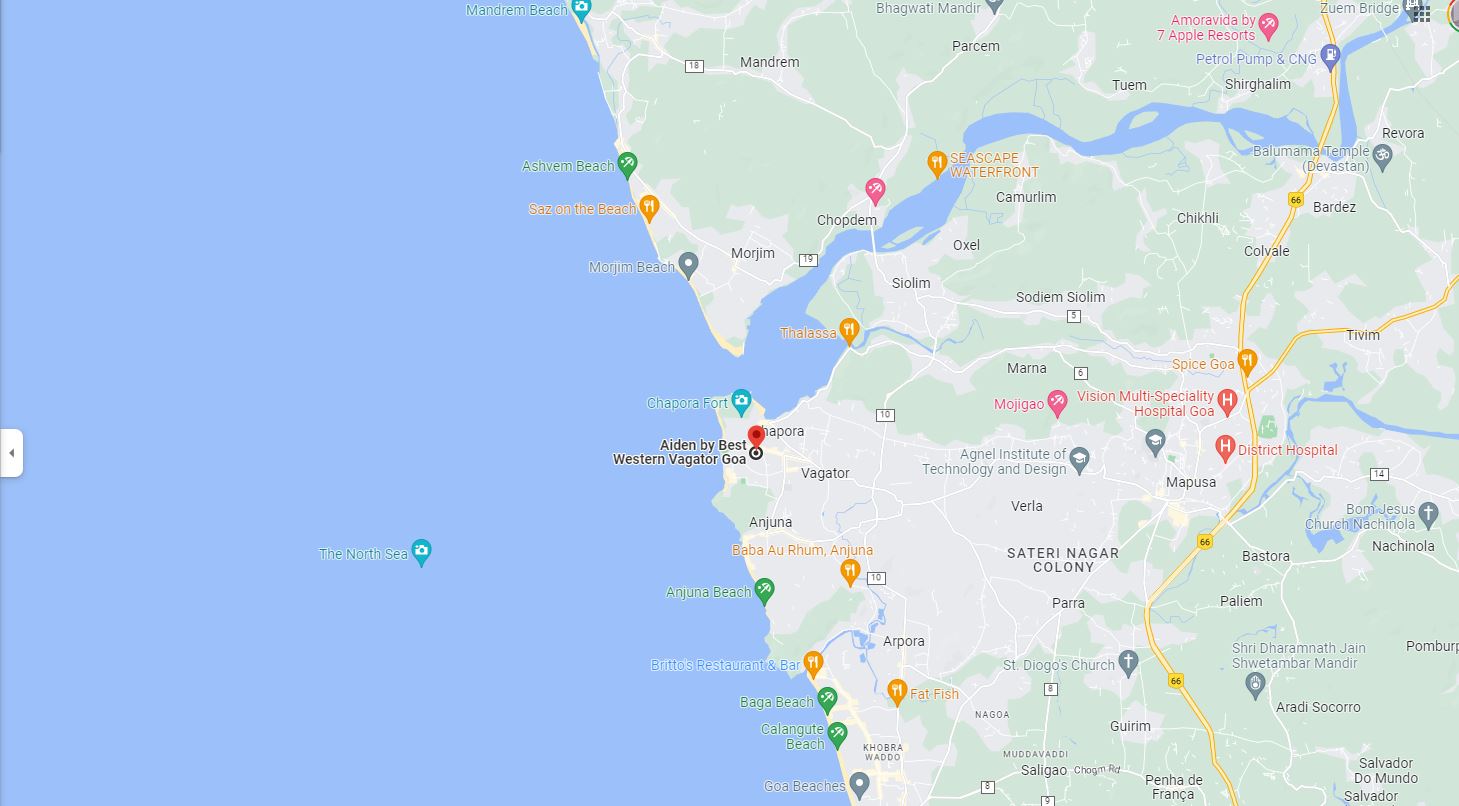 Mandrem Beach
Bhagwati Mandir
Zuem Bridge
Amoravida by
7 Apple Resorts
Parcem
Petrol Pump & CNG
18
Mandrem
Tuem
Shirghalim
Revora
Ashvem Beach
SEASCAPE
WATERFRONT
Balumama Temple
(Devastan)
Saz on the Beach
Chopdem
Camurlim
66
Bardez
Chikhli
Morjim
19
Oxel
Colvale
Morjim Beach
Siolim
Sodiem Siolim
5
Thalassa
Tivim
Marna
6
Spice Goa
Chapora Fort
Mojigao
Vision Multi-Speciality
Hospital Goa
10
hapora
Aiden by Best
Western Vagator Goa
Vagator
Agnel Institute of
Technology and Design
District Hospital
Mapusa
14
Verla
Bom Jesus
Church Nachinola
Anjuna
Nachinola
66
The North Sea
Baba Au Rhum, Anjuna
SATERI NAGAR
COLONY
Bastora
10
Anjuna Beach
Parra
Paliem
Arpora
Shri Dharamnath Jain
Shwetambar Mandir
Pomburp
Britto's Restaurant & Bar
St. Diogo's Church
66
8
Fat Fish
Baga Beach
Aradi Socorro
NAGOA
Calangute
Beach
Guirim
KHOBRA
WADDO
MUDDAVADDI
Saligao
Chogm Rd
Salvador
Do Mundo
Goa Beaches
8
Penha de
França
9
Salvador